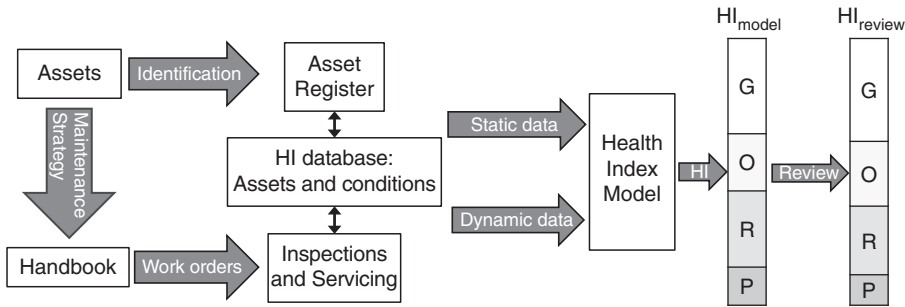 HI_model
HI_review
Assets
Identification
Asset
Register
Maintenance
Strategy
Static data
HI database:
Assets and conditions
Health
Index
Model
HI
Review
Dynamic data
Handbook
Work orders
Inspections
and Servicing
G
O
R
P
G
O
R
P